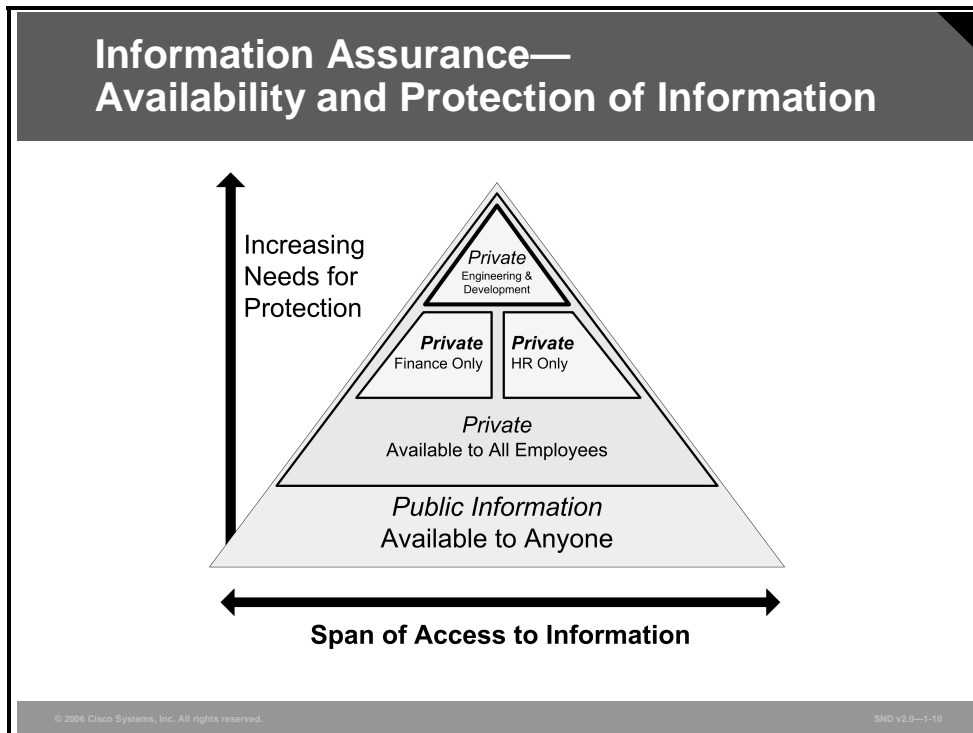 Information Assurance—
Availability and Protection of Information
Increasing
Needs for
Protection
Private
Engineering &
Development
Private
Finance Only
Private
HR Only
Private
Available to All Employees
Public Information
Available to Anyone
Span of Access to Information
© 2006 Cisco Systems, Inc. All rights reserved.
SND v2.0—1-10